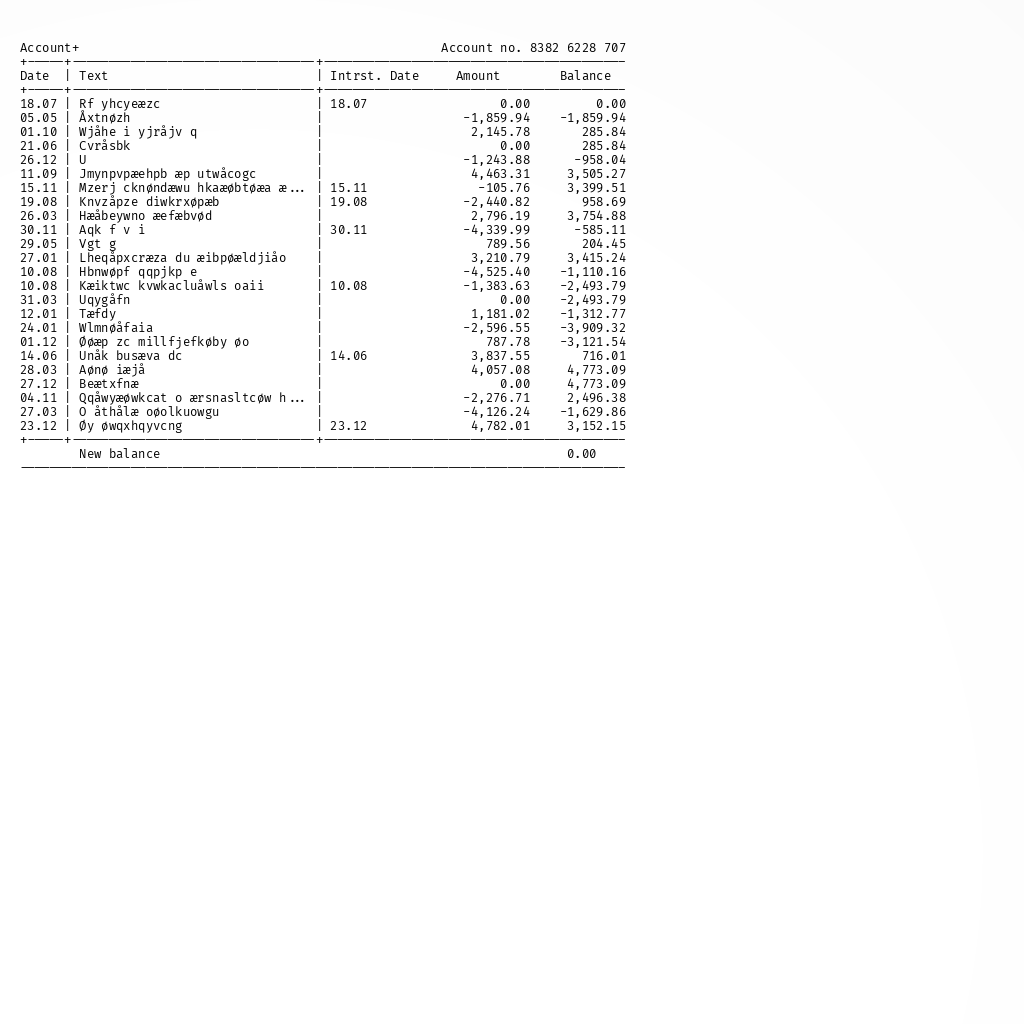 Account+ Account no. 8382 6228 707
Date | Text | Intrst. Date Amount Balance
18.07 | Rf yhcyeæzc | 18.07 0.00 0.00
05.05 | Åxtnøzh | -1,859.94 -1,859.94
01.10 | Wjåhe i yjråjv q | 2,145.78 285.84
21.06 | Cvråsbk | 0.00 285.84
26.12 | U | -1,243.88 -958.04
11.09 | Jmynpvpæehpb æp utwåcogc | 4,463.31 3,505.27
15.11 | Mzerj cknøndæwu hkaæøbtøæa æ... | 15.11 -105.76 3,399.51
19.08 | Knvzåpze diwkrxøpæb | 19.08 -2,440.82 958.69
26.03 | Hæåbeywno æefæbvød | 2,796.19 3,754.88
30.11 | Aqk f v i | 30.11 -4,339.99 -585.11
29.05 | Vgt g | 789.56 204.45
27.01 | Lheqåpxcræza du æibpøældjiåo | 3,210.79 3,415.24
10.08 | Hbnwøpf qqpjkp e | -4,525.40 -1,110.16
10.08 | Kæiktwc kvwkacluåwls oaii | 10.08 -1,383.63 -2,493.79
31.03 | Uqygåfn | 0.00 -2,493.79
12.01 | Tæfdy | 1,181.02 -1,312.77
24.01 | Wlmnøåfaia | -2,596.55 -3,909.32
01.12 | Øøæp zc millfjefkøby øo | 787.78 -3,121.54
14.06 | Unåk busæva dc | 14.06 3,837.55 716.01
28.03 | Aønø iæjå | 4,057.08 4,773.09
27.12 | Beætxfnæ | 0.00 4,773.09
04.11 | Qqåwyæøwkcat o ærsnasltcøw h... | -2,276.71 2,496.38
27.03 | O åthålæ oøolkuowgu | -4,126.24 -1,629.86
23.12 | Øy øwqxhqyvcng | 23.12 4,782.01 3,152.15
New balance 0.00